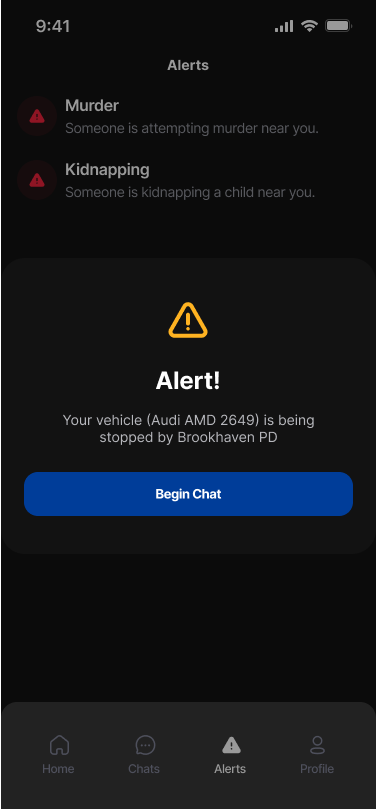 9:41
Alerts
Murder
Someone is attempting murder near you.
Kidnapping
Someone is kidnapping a child near you.
Alert!
Your vehicle (Audi AMD 2649) is being
stopped by Brookhaven PD
Begin Chat
Home
Chats
Alerts
Profile